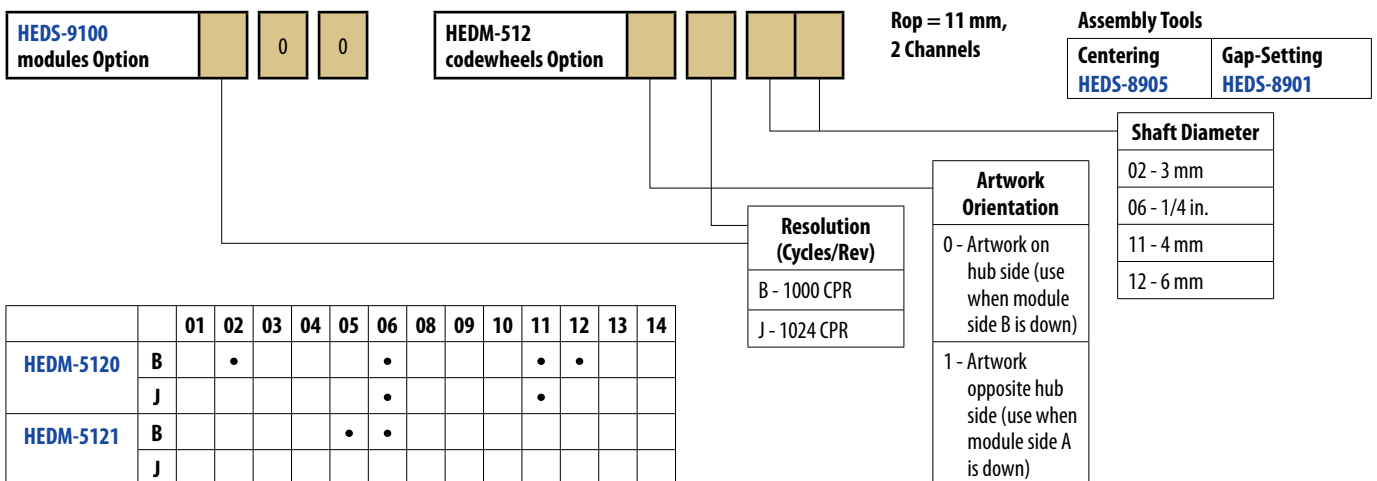 HEDS-9100
modules Option
0
0
HEDM-512
codewheels Option
Rop = 11 mm,
2 Channels
Assembly Tools
Centering
HEDS-8905
Gap-Setting
HEDS-8901
Shaft Diameter
02 - 3 mm
06 - 1/4 in.
11 - 4 mm
12 - 6 mm
Artwork
Orientation
0 - Artwork on
hub side (use
when module
side B is down)
1 - Artwork
opposite hub
side (use when
module side A
is down)
Resolution
(Cycles/Rev)
B - 1000 CPR
J - 1024 CPR
01 02 03 04 05 06 08 09 10 11 12 13 14
HEDM-5120 B • • • •
J • •
HEDM-5121 B • •
J